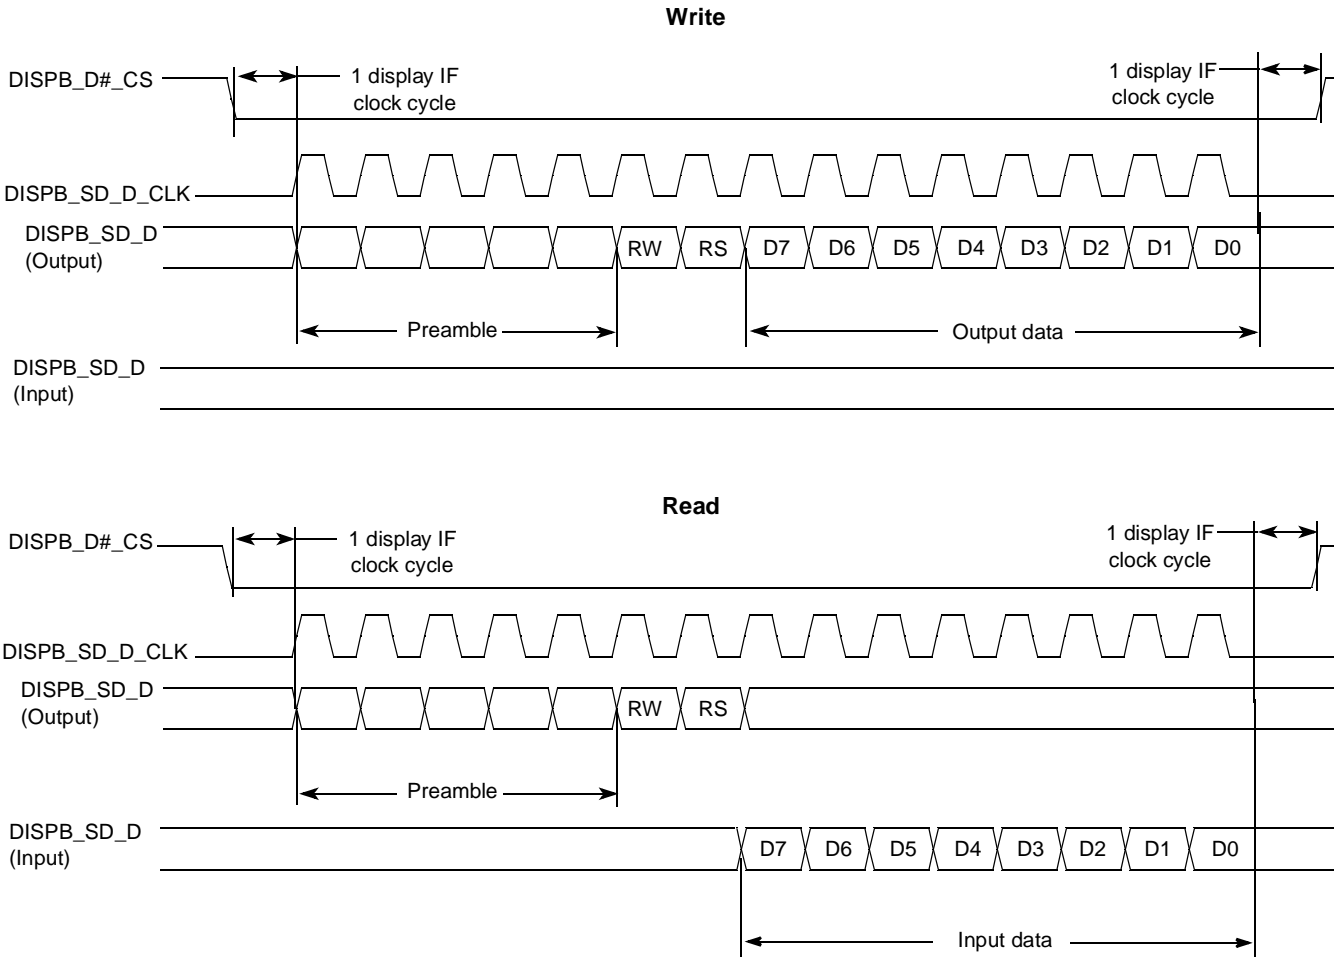 Write
DISPB_D#_CS
1 display IF
clock cycle
1 display IF
clock cycle
DISPB_SD_D_CLK
DISPB_SD_D
(Output)
RW RS D7 D6 D5 D4 D3 D2 D1 D0
Preamble
Output data
DISPB_SD_D
(Input)
Read
DISPB_D#_CS
1 display IF
clock cycle
1 display IF
clock cycle
DISPB_SD_D_CLK
DISPB_SD_D
(Output)
RW RS
Preamble
DISPB_SD_D
(Input)
D7 D6 D5 D4 D3 D2 D1 D0
Input data